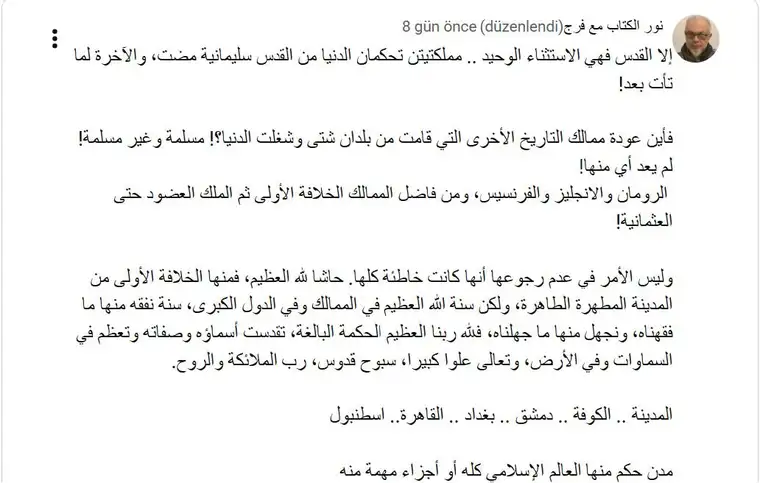 نور الكتاب مع فرج(düzenlendi) 8 gün önce
إلا القدس فهي الاستثناء الوحيد .. مملكتيتن تحكمان الدنيا من القدس سليمانية مضت، والآخرة لما
تأت بعد!
فأين عودة ممالك التاريخ الأخرى التي قامت من بلدان شتى وشغلت الدنيا؟! مسلمة وغير مسلمة!
لم يعد أي منها!
الرومان والانجليز والفرنسيس، ومن فاضل الممالك الخلافة الأولى ثم الملك العضود حتى
العثمانية!
وليس الأمر في عدم رجوعها أنها كانت خاطئة كلها. حاشا لله العظيم، فمنها الخلافة الأولى من
المدينة المطهرة الطاهرة، ولكن سنة الله العظيم في الممالك وفي الدول الكبرى، سنة نفقه منها ما
فقهناه، ونجهل منها ما جهلناه، فلله ربنا العظيم الحكمة البالغة، تقدست أسماؤه وصفاته وتعظم في
السماوات وفي الأرض، وتعالى علوا كبيرا، سبوح قدوس، رب الملائكة والروح.
المدينة .. الكوفة .. دمشق .. بغداد .. القاهرة.. اسطنبول
مدن حكم منها العالم الإسلامي كله أو أجزاء مهمة منه